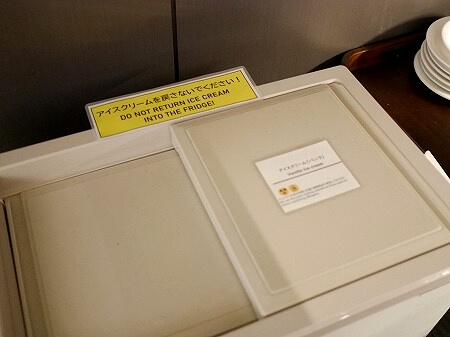 アイスクリームを戻さないでください!
DO NOT RETURN ICE CREAM
INTO THE FRIDGE!
アイスクリーム(バニラ)
Vanilla Ice cream